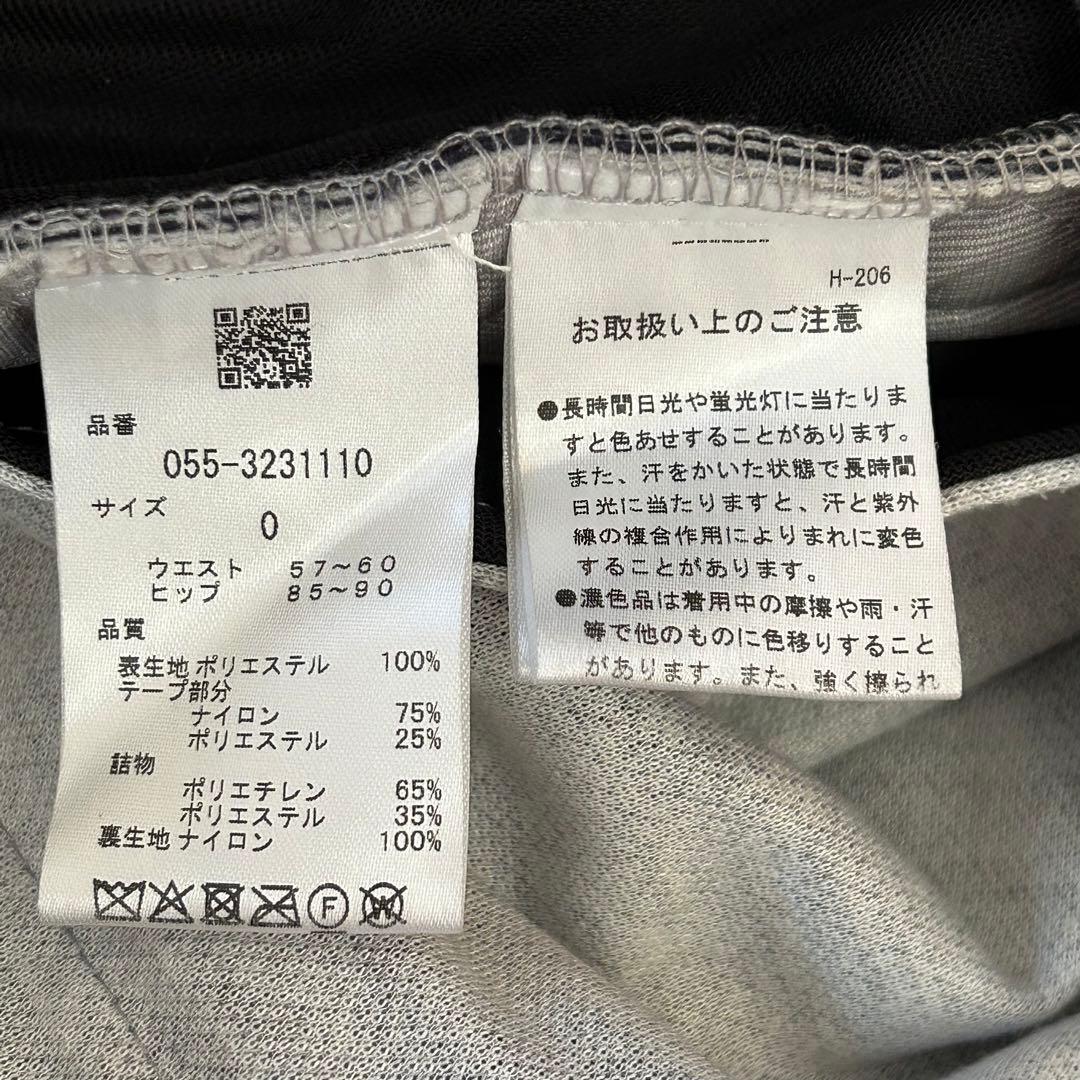 品番
055-3231110
サイズ
0
ウエスト 57～60
ヒップ 85～90
品質
表生地 ポリエステル 100%
テープ部分
ナイロン 75%
ポリエステル 25%
詰物
ポリエチレン 65%
ポリエステル 35%
裏生地 ナイロン 100%
F
W
H-206
お取扱い上のご注意
●長時間日光や蛍光灯に当たりま
すと色あせすることがあります。
また、汗をかいた状態で長時間
日光に当たりますと、汗と紫外
線の複合作用によりまれに変色
することがあります。
●濃色品は着用中の摩擦や雨・汗
等で他のものに色移りすること
があります。また、強く擦られ